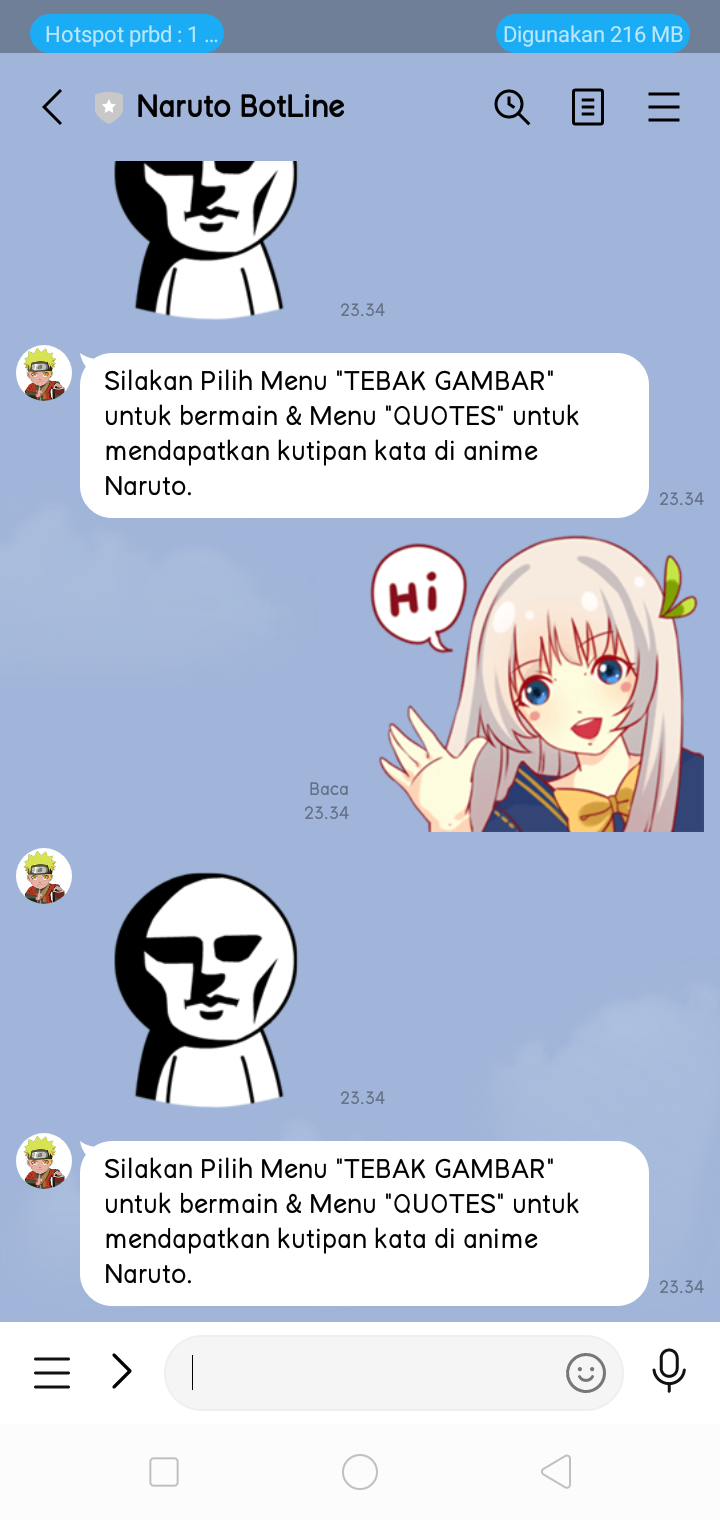 Hotspot prbd : 1 ...
Digunakan 216 MB
Naruto BotLine
23.34
Silakan Pilih Menu "TEBAK GAMBAR"
untuk bermain & Menu "QUOTES" untuk
mendapatkan kutipan kata di anime
Naruto.
23.34
Hi
Baca
23.34
23.34
Silakan Pilih Menu "TEBAK GAMBAR"
untuk bermain & Menu "QUOTES" untuk
mendapatkan kutipan kata di anime
Naruto.
23.34